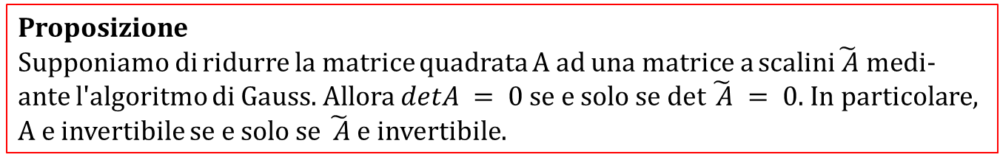 Proposizione
Supponiamo di ridurre la matrice quadrata A ad una matrice a scalini Ã medi-
ante l'algoritmo di Gauss. Allora detA = 0 se e solo se det Ã = 0. In particolare,
A e invertibile se e solo se Ã e invertibile.